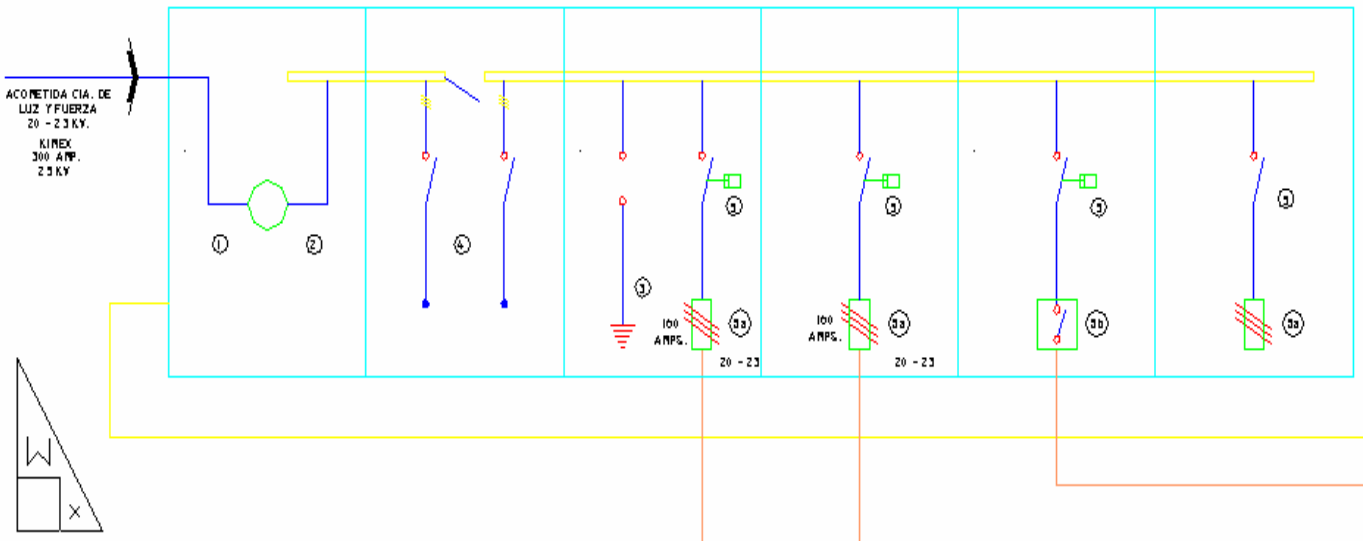 ACOMETIDA CIA. DE
LUZ Y FUERZA
20 - 23 KV.
KIMEX
300 AMP.
25 KV
1
2
4
3
5
5
5
5
160
AMPS.
5a
20 - 23
160
AMPS.
5a
20 - 23
5b
5a
W
X